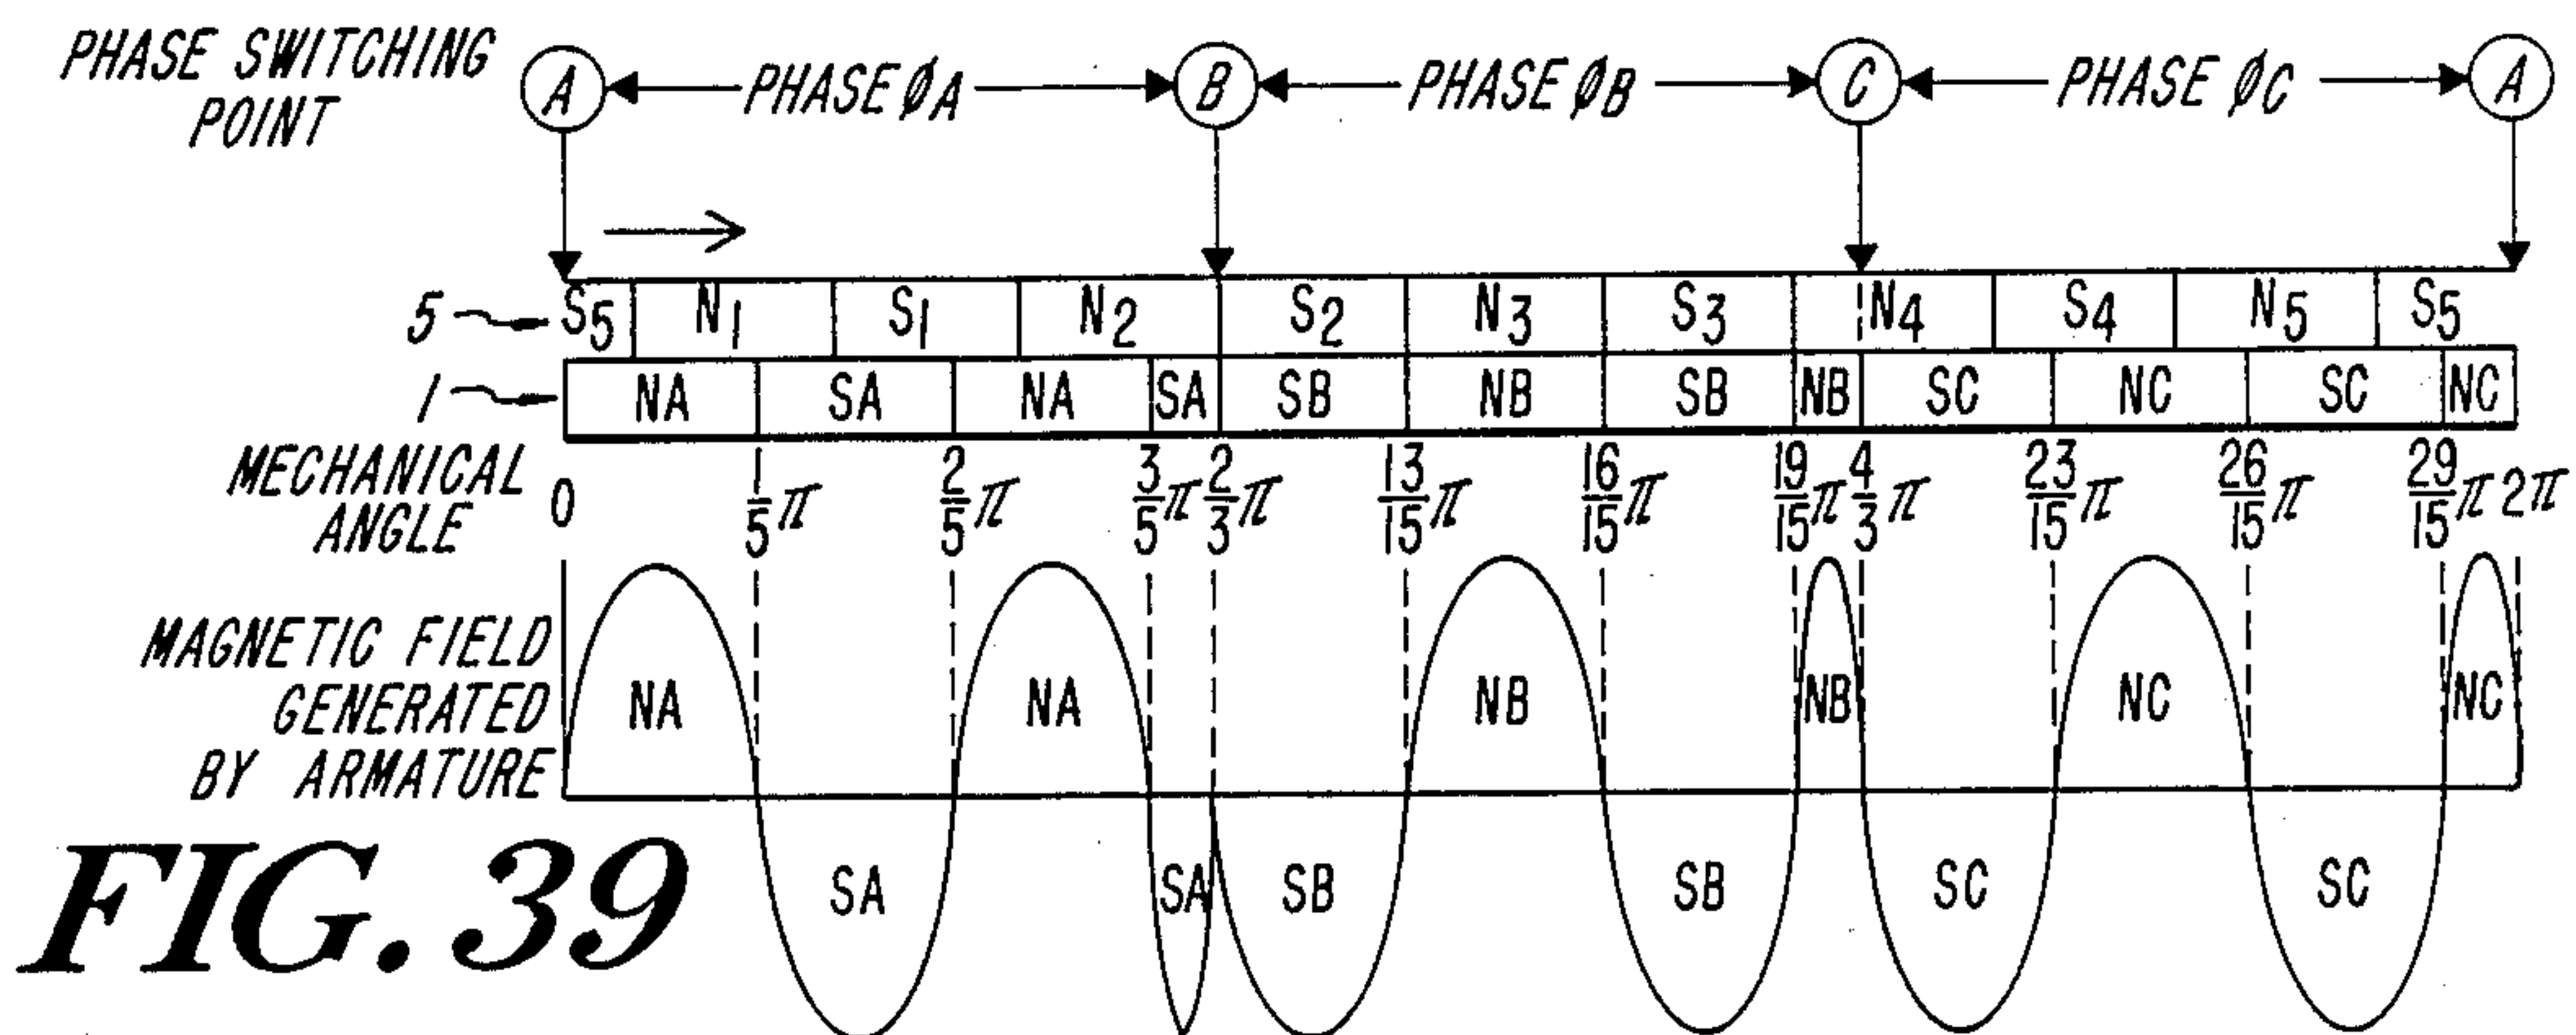 PHASE SWITCHING POINT
A PHASE ØA B PHASE ØB C PHASE ØC A
5 S5 N1 S1 N2 S2 N3 S3 N4 S4 N5 S5
1 NA SA NA SA SB NB SB NB SC NC SC NC
MECHANICAL ANGLE
0 1/5π 2/5π 3/5π 2/3π 13/15π 16/15π 19/15π 4/3π 23/15π 26/15π 29/15π 2π
MAGNETIC FIELD
GENERATED
BY ARMATURE
NA NA NB NB NC NC
SA SA SB SB SC SC
FIG. 39